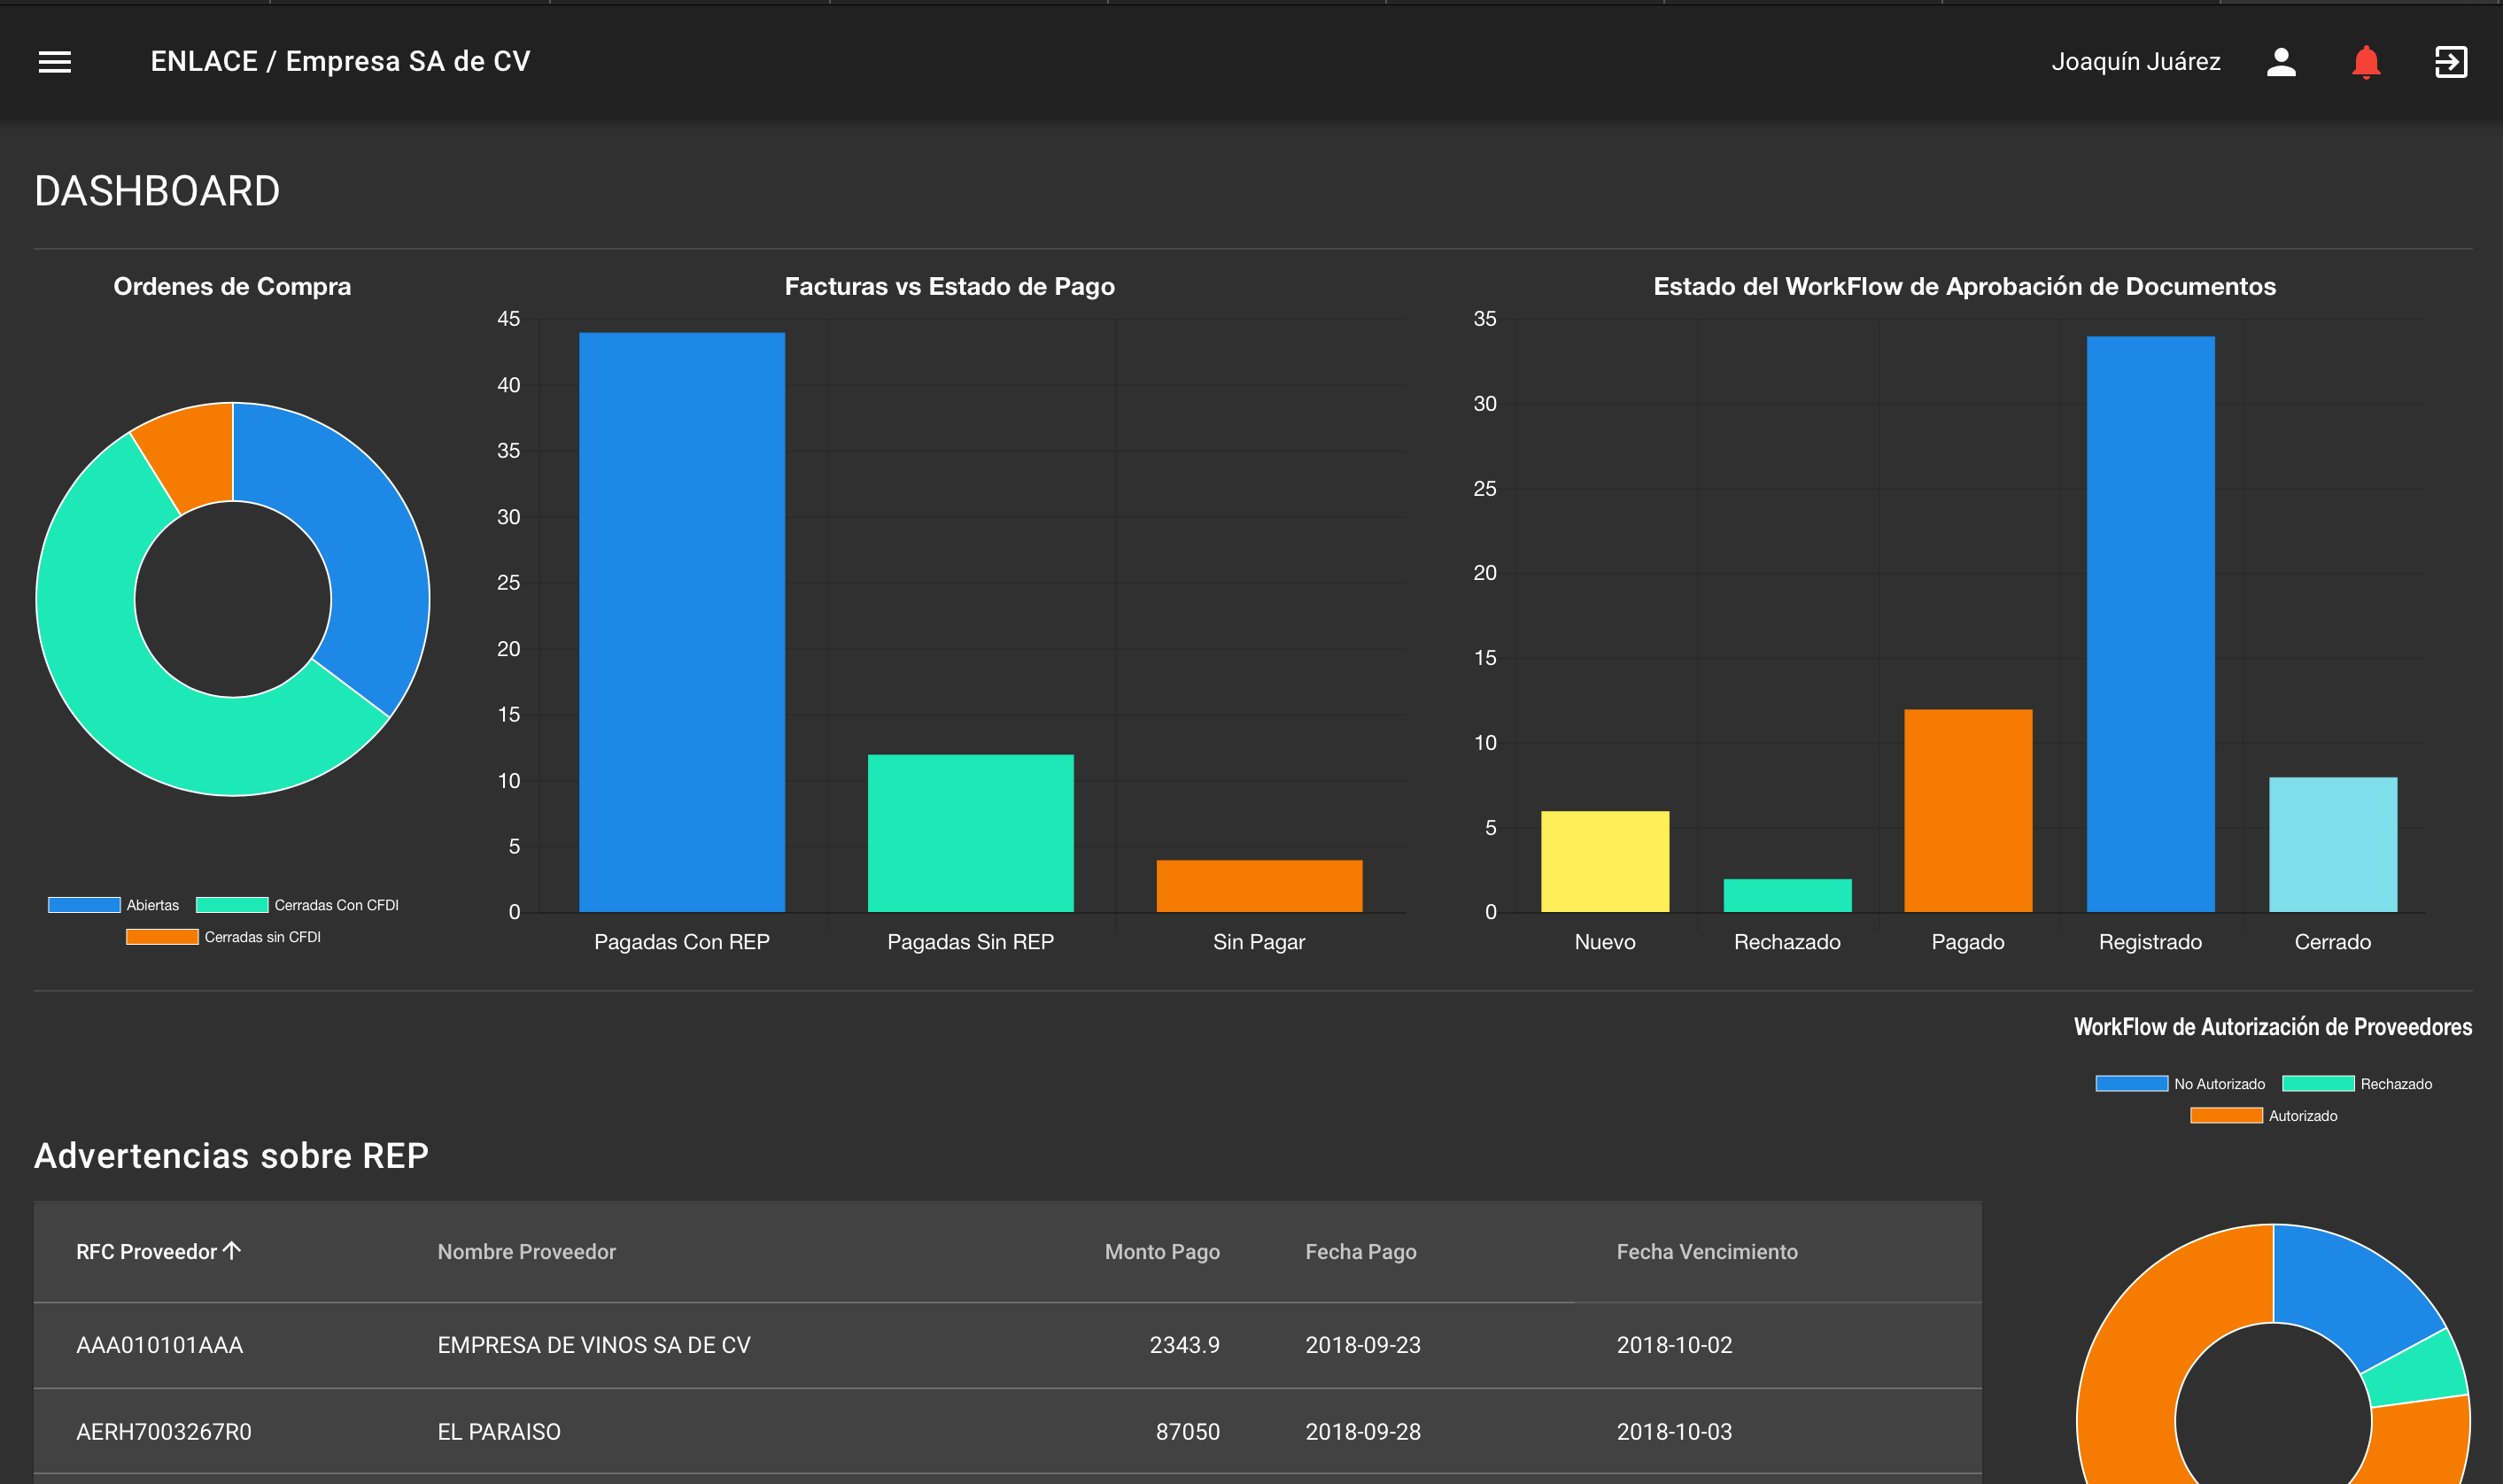 ENLACE / Empresa SA de CV
Joaquín Juárez
DASHBOARD
Ordenes de Compra
Abiertas
Cerradas Con CFDI
Cerradas sin CFDI
Facturas vs Estado de Pago
45
40
35
30
25
20
15
10
5
0
Pagadas Con REP
Pagadas Sin REP
Sin Pagar
Estado del WorkFlow de Aprobación de Documentos
35
30
25
20
15
10
5
0
Nuevo
Rechazado
Pagado
Registrado
Cerrado
WorkFlow de Autorización de Proveedores
No Autorizado
Rechazado
Autorizado
Advertencias sobre REP
RFC Proveedor Nombre Proveedor Monto Pago Fecha Pago Fecha Vencimiento
AAA010101AAA EMPRESA DE VINOS SA DE CV 2343.9 2018-09-23 2018-10-02
AERH7003267R0 EL PARAISO 87050 2018-09-28 2018-10-03